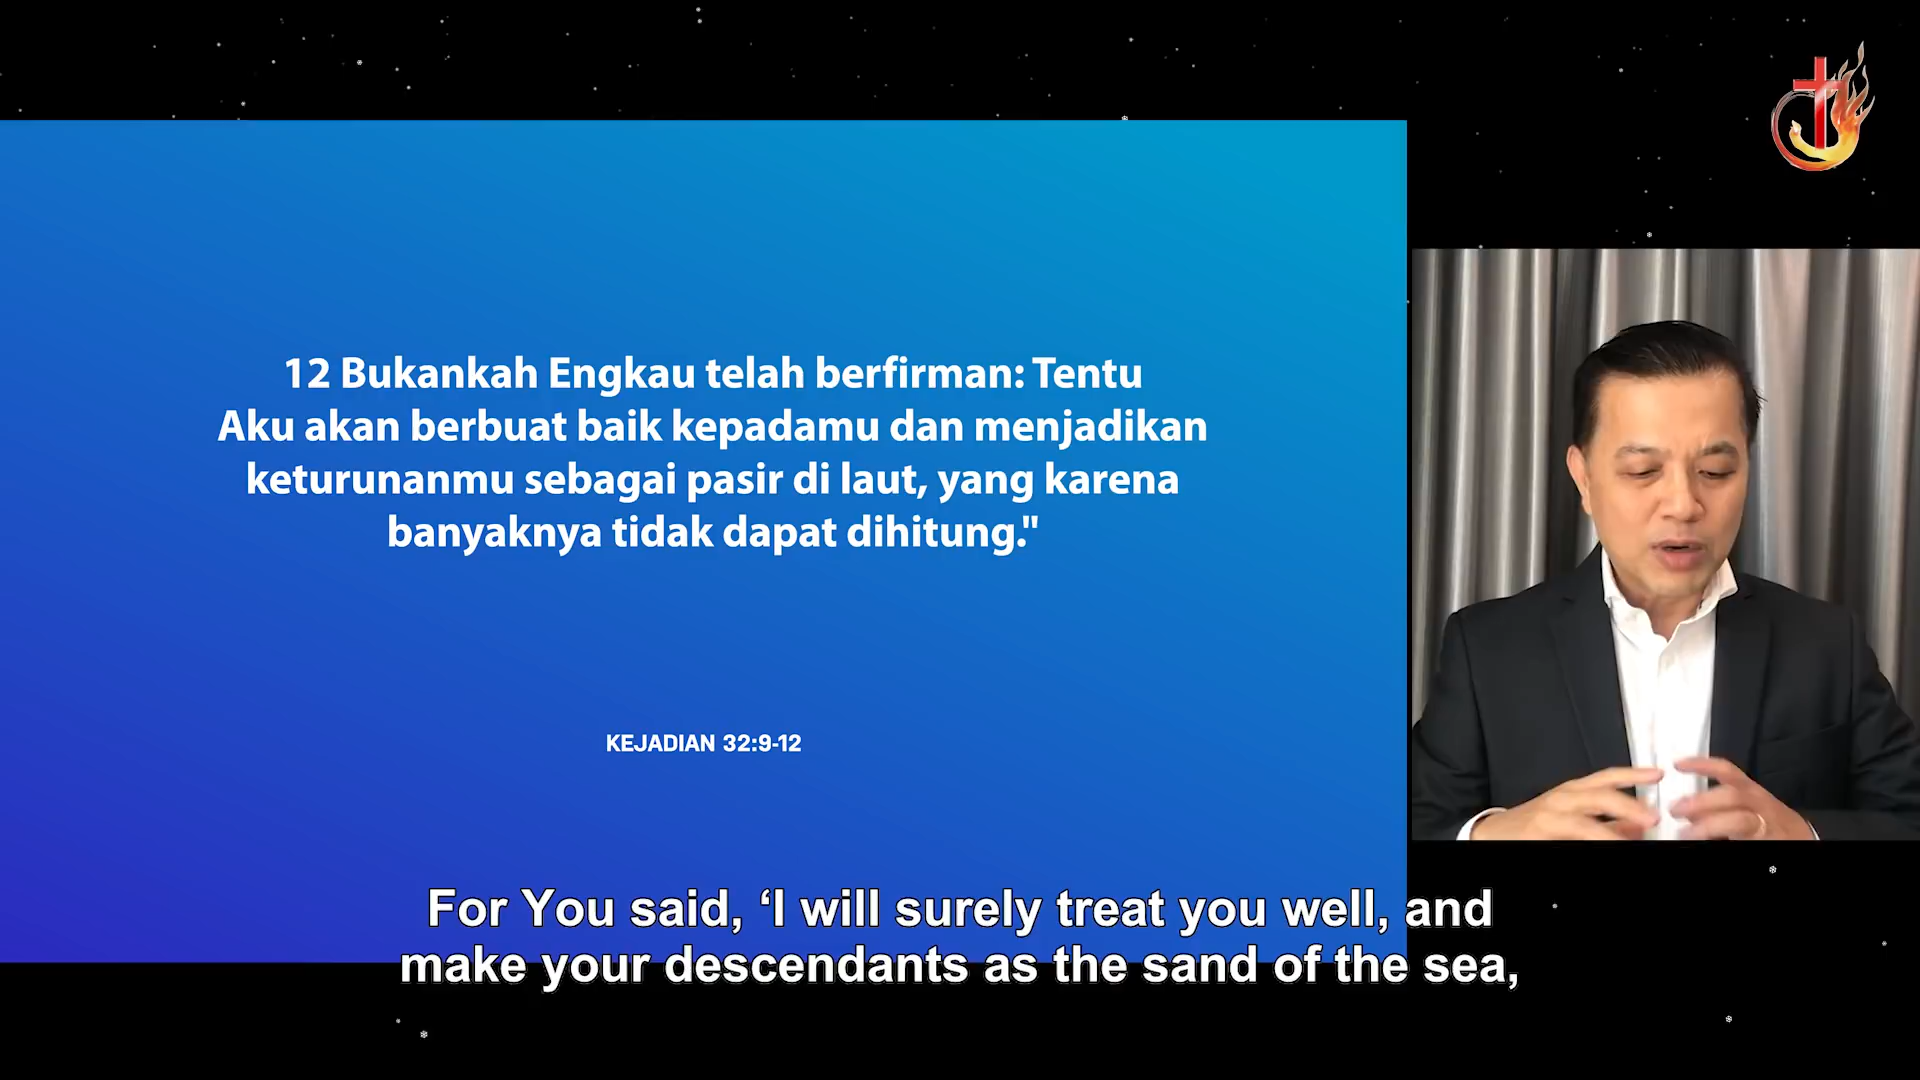 12 Bukankah Engkau telah berfirman: Tentu
Aku akan berbuat baik kepadamu dan menjadikan
keturunanmu sebagai pasir di laut, yang karena
banyaknya tidak dapat dihitung."
KEJADIAN 32:9-12
For You said, ‘I will surely treat you well, and
make your descendants as the sand of the sea,